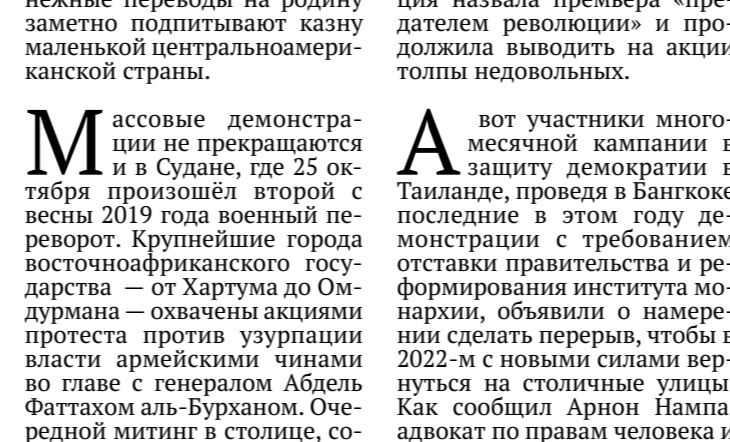 нежные переводы на родину
заметно подпитывают казну
маленькой центральноамери-
канской страны.
Массовые демонстра-
ции не прекращаются
и в Судане, где 25 ок-
тября произошёл второй с
весны 2019 года военный пе-
реворот. Крупнейшие города
восточноафриканского госу-
дарства — от Хартума до Ом-
дурмана — охвачены акциями
протеста против узурпации
власти армейскими чинами
во главе с генералом Абдель
Фаттахом аль-Бурханом. Оче-
редной митинг в столице, со-
ция назвала премьера «пре-
дателем революции» и про-
должила выводить на акции
толпы недовольных.
А вот участники много-
месячной кампании в
защиту демократии в
Таиланде, проведя в Бангкоке
последние в этом году де-
монстрации с требованием
отставки правительства и ре-
формирования института мо-
нархии, объявили о намере-
нии сделать перерыв, чтобы в
2022-м с новыми силами вер-
нуться на столичные улицы.
Как сообщил Арнон Нампа,
адвокат по правам человека и